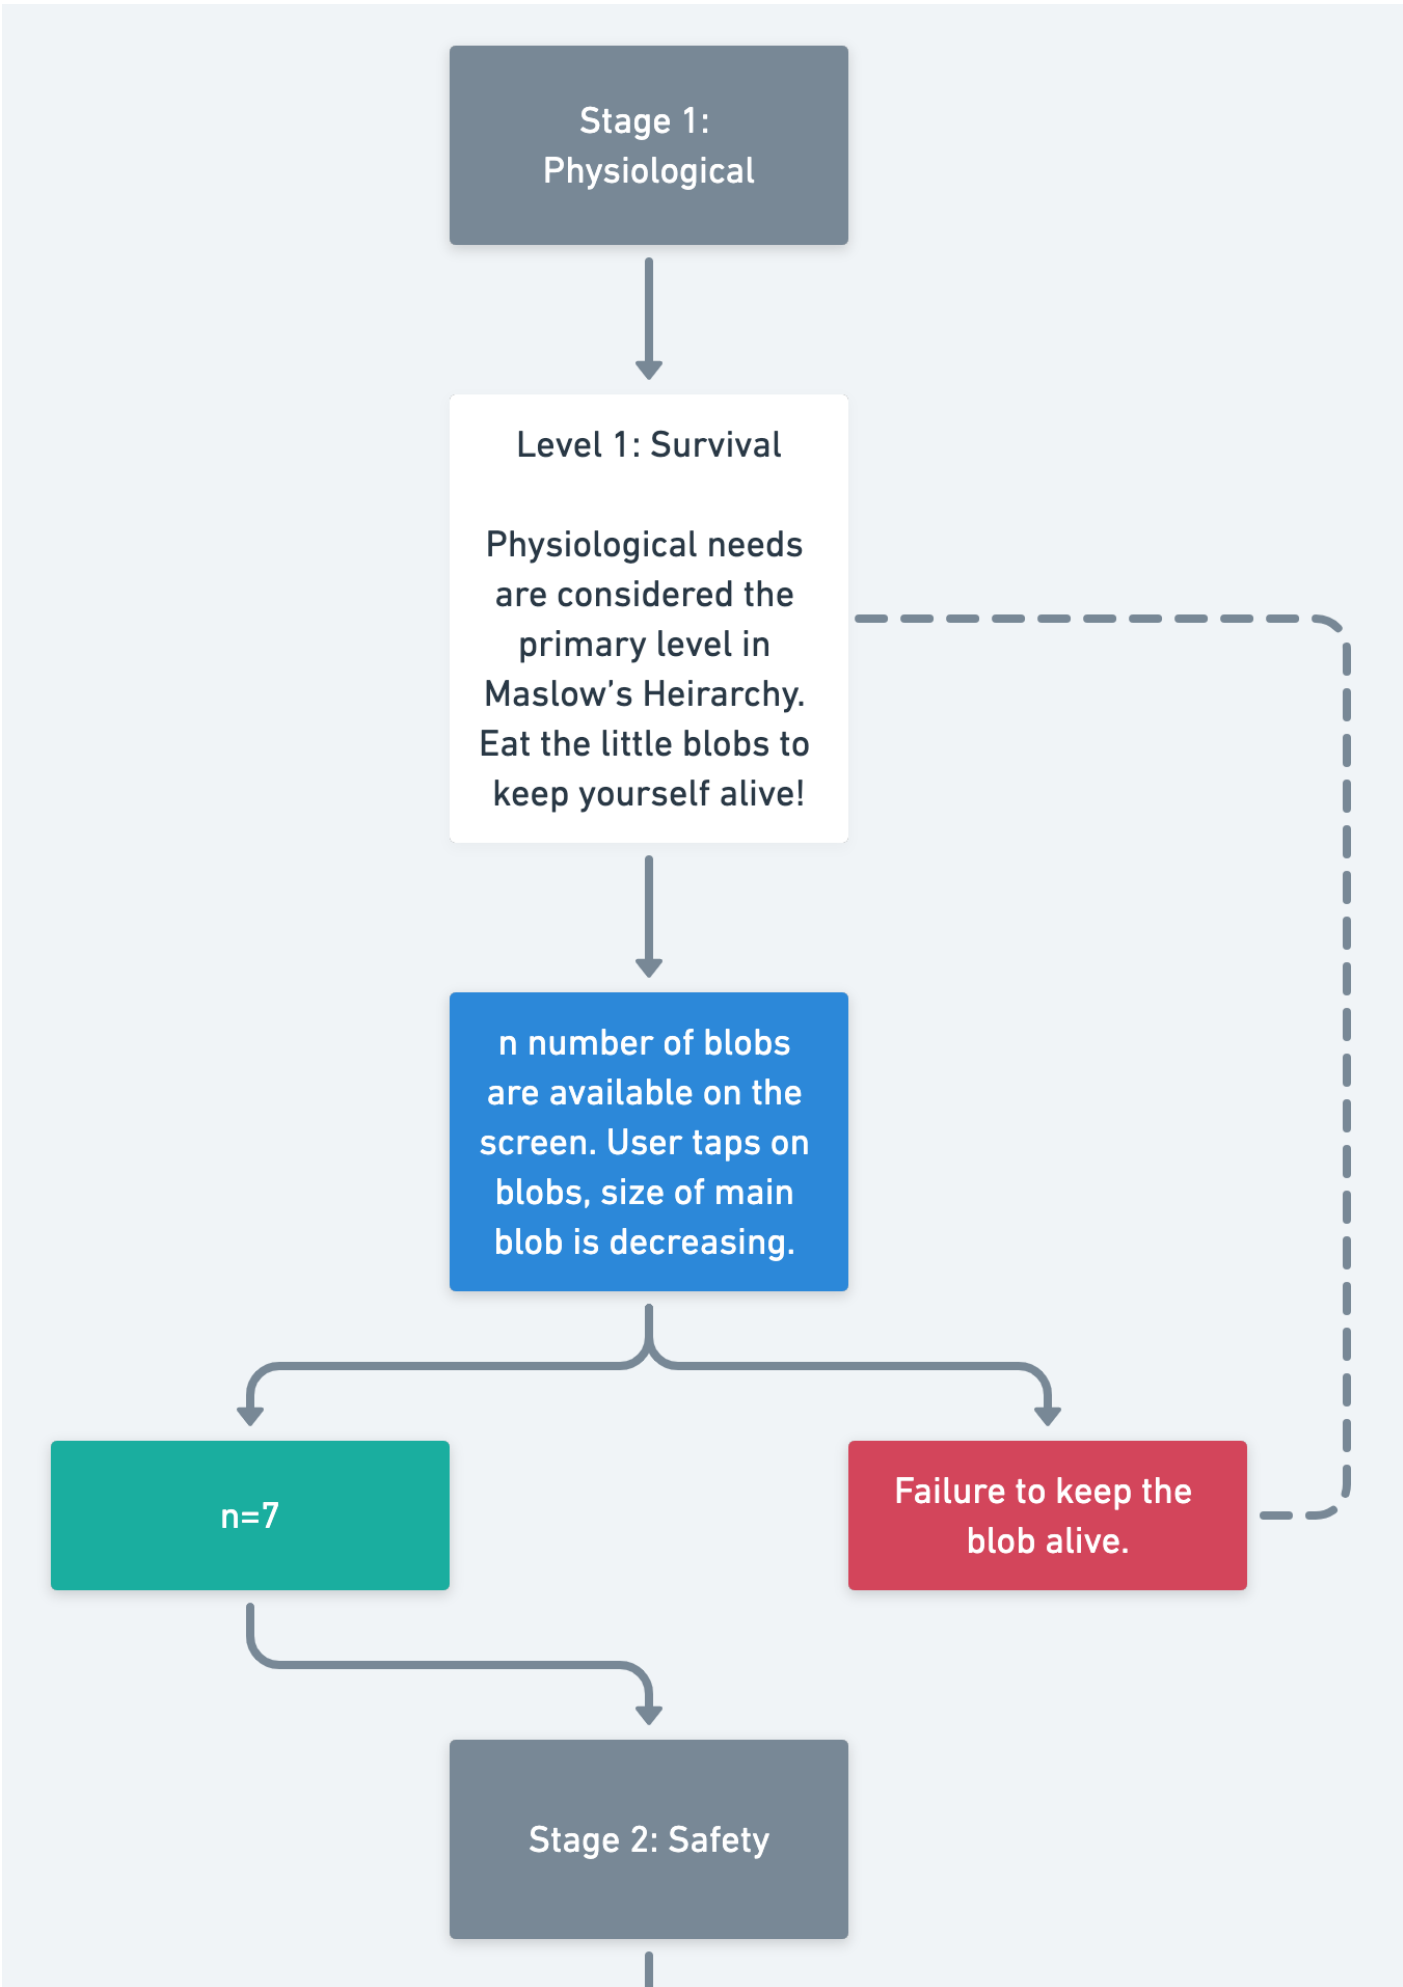 Stage 1:
Physiological
Level 1: Survival
Physiological needs
are considered the
primary level in
Maslow’s Heirarchy.
Eat the little blobs to
keep yourself alive!
n number of blobs
are available on the
screen. User taps on
blobs, size of main
blob is decreasing.
n=7
Failure to keep the
blob alive.
Stage 2: Safety